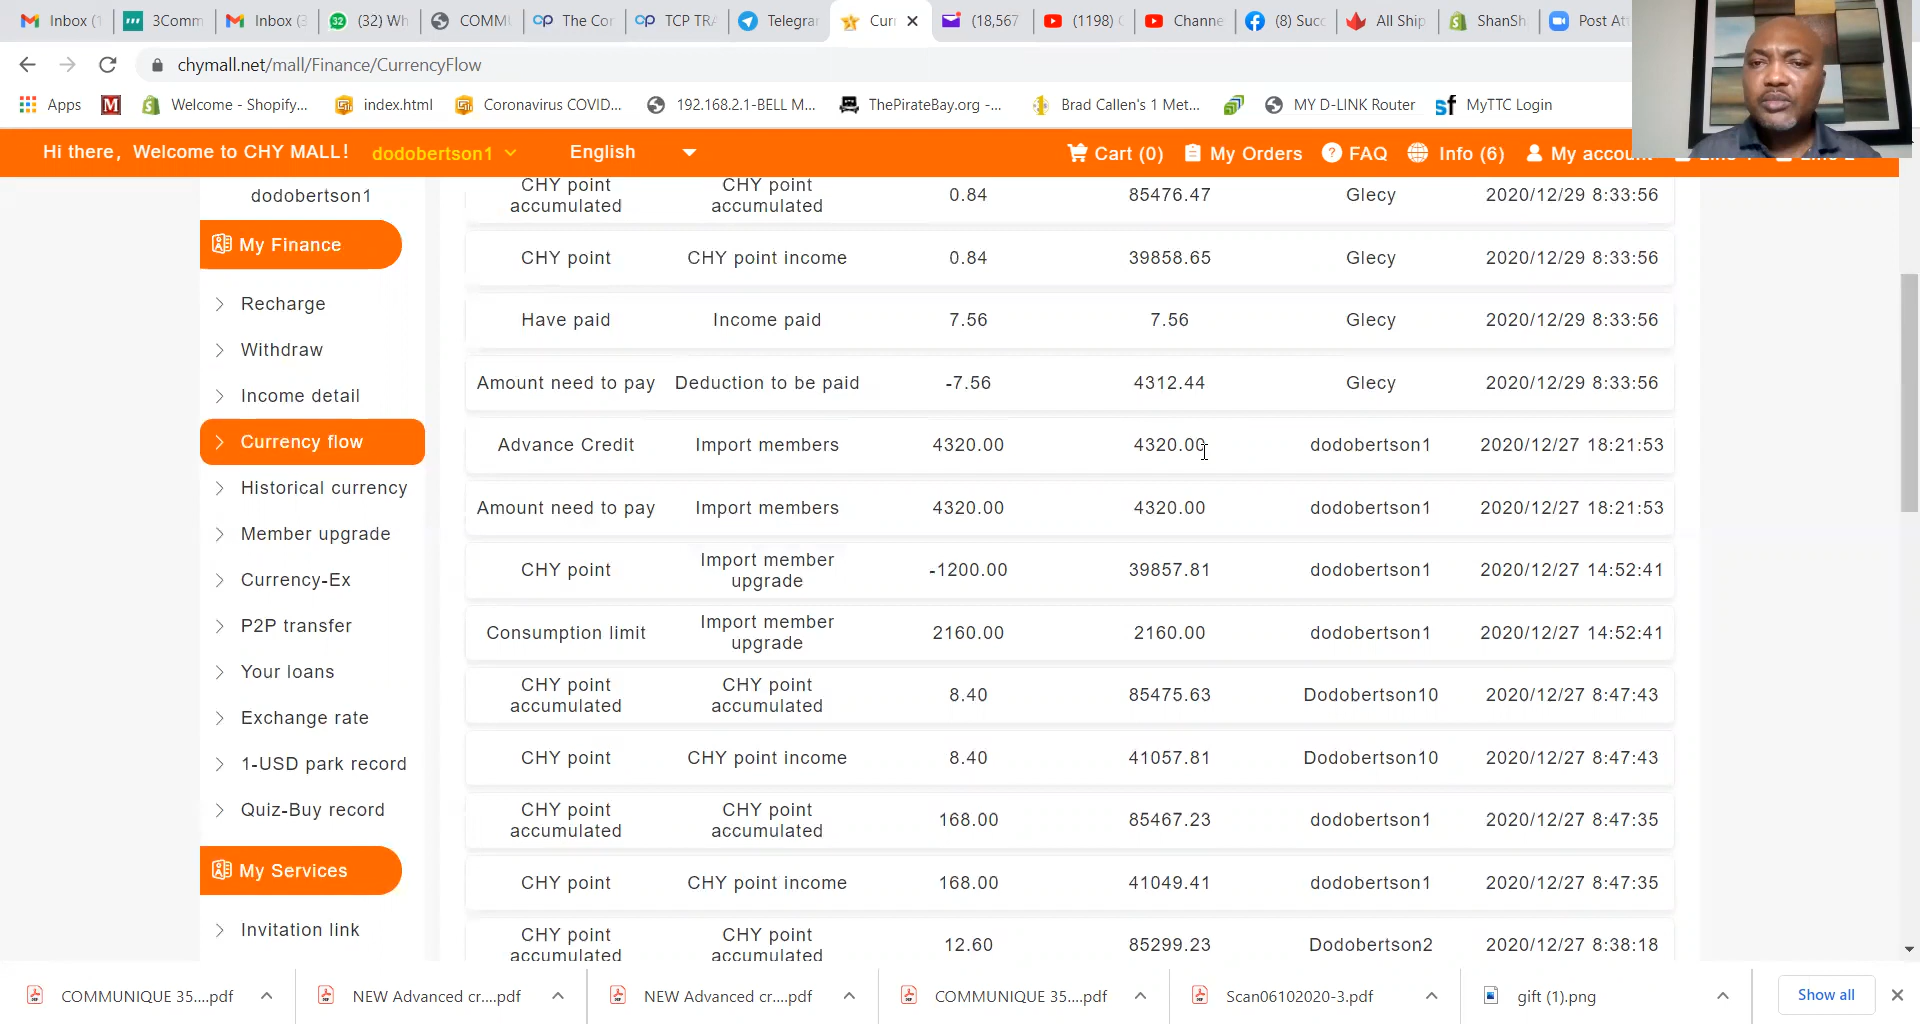 Inbox (1
3Comm
Inbox (3
(32) Wh
COMMU
The Cor
TCP TRA
Telegra
Curr
(18,567
(1198)
Channe
(8) Succ
All Ship
ShanSh
Post Att
chymall.net/mall/Finance/CurrencyFlow
Apps
Welcome - Shopify...
index.html
Coronavirus COVID...
192.168.2.1-BELL M...
ThePirateBay.org -...
Brad Callen's 1 Met...
MY D-LINK Router
MyTTC Login
Hi there, Welcome to CHY MALL! dodobertson1 English Cart (0) My Orders FAQ Info (6) My account
dodobertson1
My Finance
Recharge
Withdraw
Income detail
Currency flow
Historical currency
Member upgrade
Currency-Ex
P2P transfer
Your loans
Exchange rate
1-USD park record
Quiz-Buy record
My Services
Invitation link
CHY point accumulated CHY point accumulated 0.84 85476.47 Glecy 2020/12/29 8:33:56
CHY point CHY point income 0.84 39858.65 Glecy 2020/12/29 8:33:56
Have paid Income paid 7.56 7.56 Glecy 2020/12/29 8:33:56
Amount need to pay Deduction to be paid -7.56 4312.44 Glecy 2020/12/29 8:33:56
Advance Credit Import members 4320.00 4320.00 dodobertson1 2020/12/27 18:21:53
Amount need to pay Import members 4320.00 4320.00 dodobertson1 2020/12/27 18:21:53
CHY point Import member upgrade -1200.00 39857.81 dodobertson1 2020/12/27 14:52:41
Consumption limit Import member upgrade 2160.00 2160.00 dodobertson1 2020/12/27 14:52:41
CHY point accumulated CHY point accumulated 8.40 85475.63 Dodobertson10 2020/12/27 8:47:43
CHY point CHY point income 8.40 41057.81 Dodobertson10 2020/12/27 8:47:43
CHY point accumulated CHY point accumulated 168.00 85467.23 dodobertson1 2020/12/27 8:47:35
CHY point CHY point income 168.00 41049.41 dodobertson1 2020/12/27 8:47:35
CHY point accumulated CHY point accumulated 12.60 85299.23 Dodobertson2 2020/12/27 8:38:18
COMMUNIQUE 35....pdf
NEW Advanced cr....pdf
NEW Advanced cr....pdf
COMMUNIQUE 35....pdf
Scan06102020-3.pdf
gift (1).png
Show all